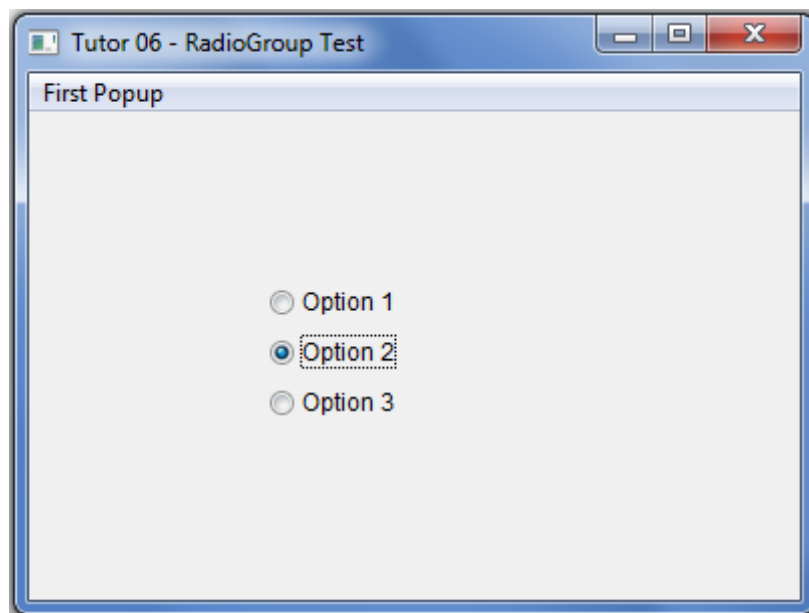 Tutor 06 - RadioGroup Test
First Popup
Option 1
Option 2
Option 3